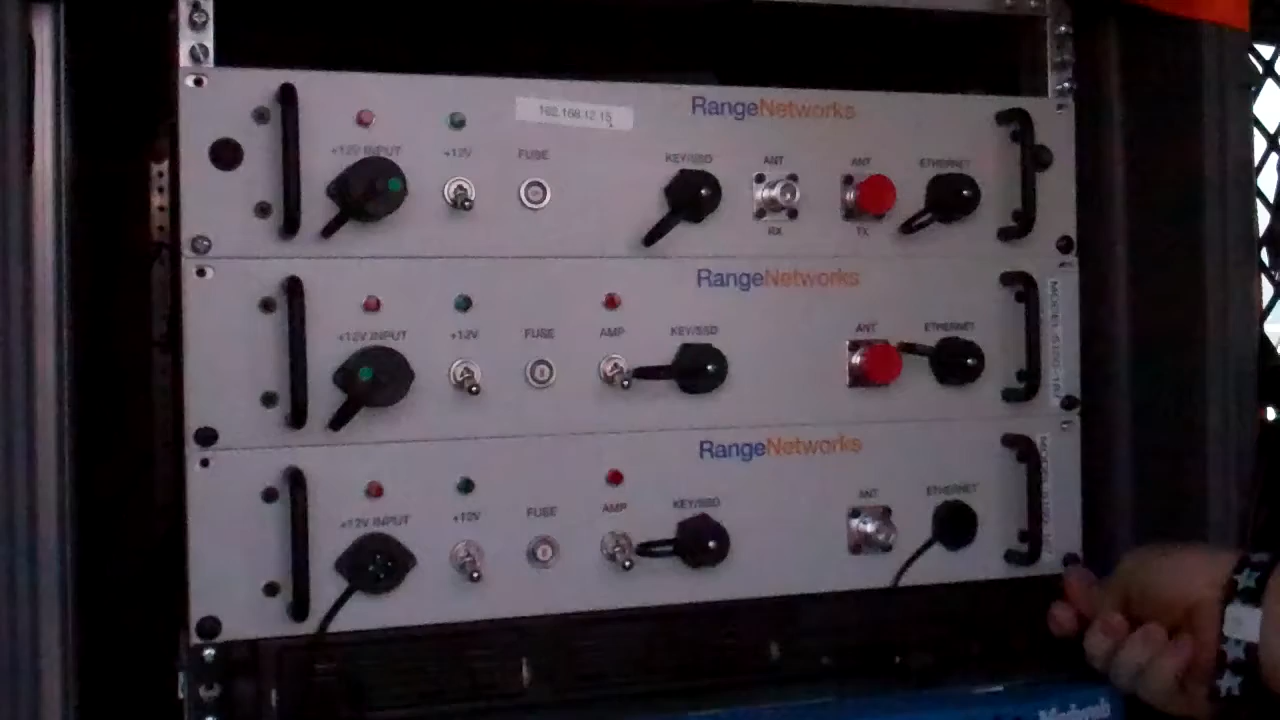 162.168.12.15
RangeNetworks
+12V INPUT
+12V
FUSE
KEY/SSD
ANT
RX
ANT
TX
ETHERNET
RangeNetworks
+12V INPUT
+12V
FUSE
AMP
KEY/SSD
ANT
ETHERNET
RangeNetworks
+12V INPUT
+12V
FUSE
AMP
KEY/SSD
ANT
ETHERNET